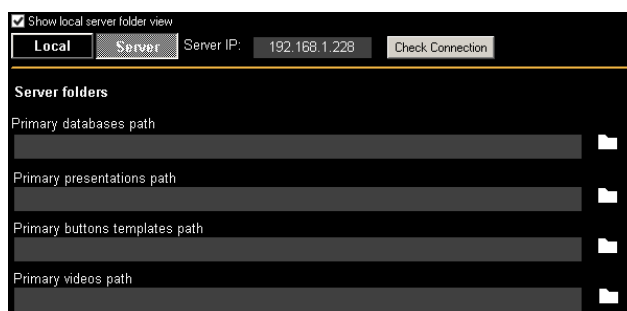 Show local server folder view
Local Server Server IP: 192.168.1.228 Check Connection
Server folders
Primary databases path
Primary presentations path
Primary buttons templates path
Primary videos path